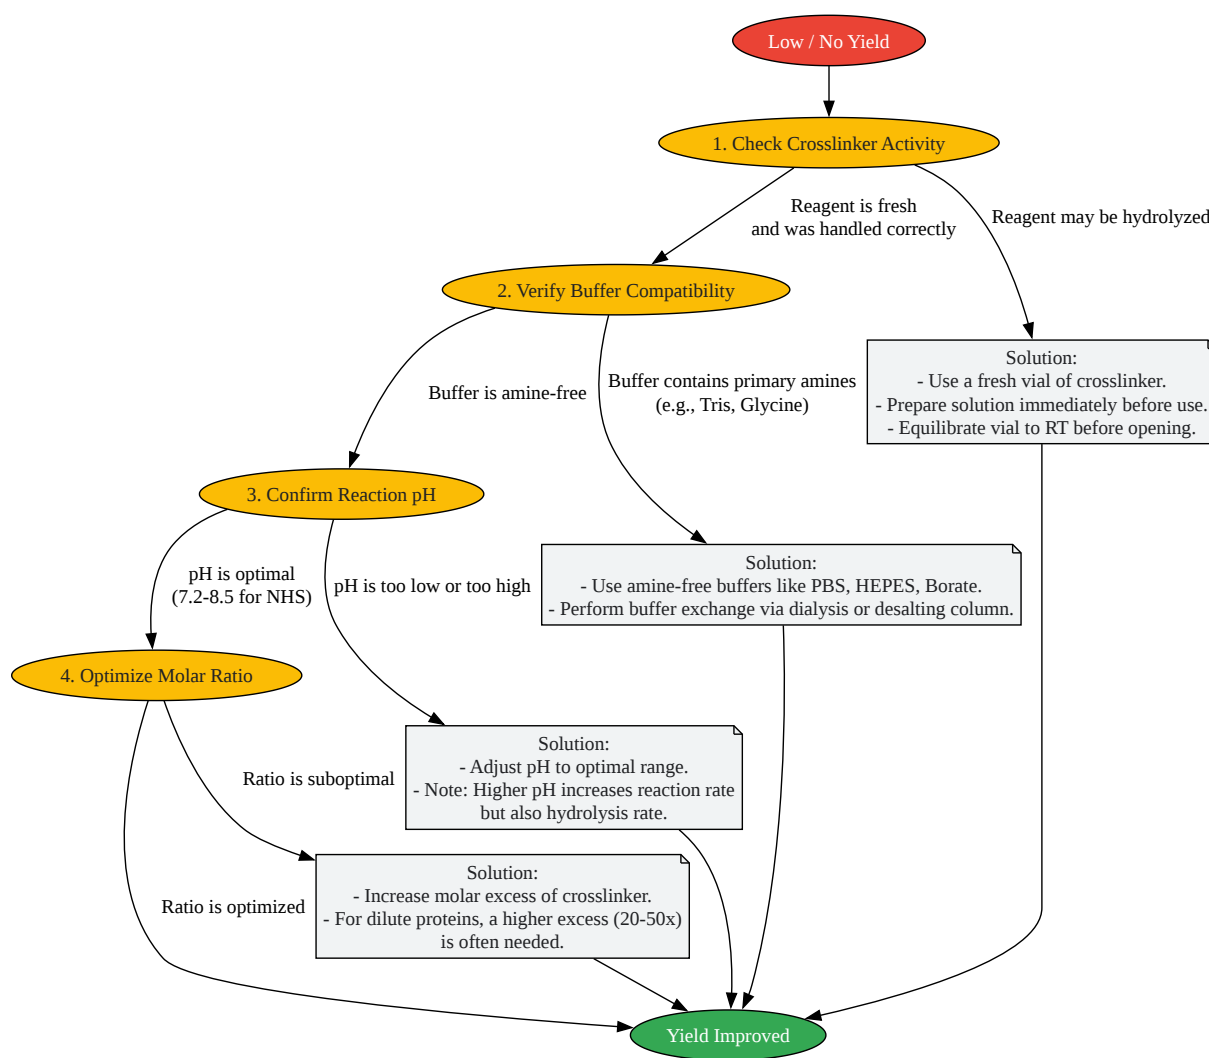 Low / No Yield
1. Check Crosslinker Activity
Reagent is fresh
and was handled correctly
Reagent may be hydrolyzed
2. Verify Buffer Compatibility
Solution:
- Use a fresh vial of crosslinker.
- Prepare solution immediately before use.
- Equilibrate vial to RT before opening.
Buffer is amine-free
Buffer contains primary amines
(e.g., Tris, Glycine)
3. Confirm Reaction pH
Solution:
- Use amine-free buffers like PBS, HEPES, Borate.
- Perform buffer exchange via dialysis or desalting column.
pH is optimal
(7.2-8.5 for NHS)
pH is too low or too high
4. Optimize Molar Ratio
Solution:
- Adjust pH to optimal range.
- Note: Higher pH increases reaction rate
but also hydrolysis rate.
Ratio is suboptimal
Solution:
- Increase molar excess of crosslinker.
- For dilute proteins, a higher excess (20-50x)
is often needed.
Ratio is optimized
Yield Improved